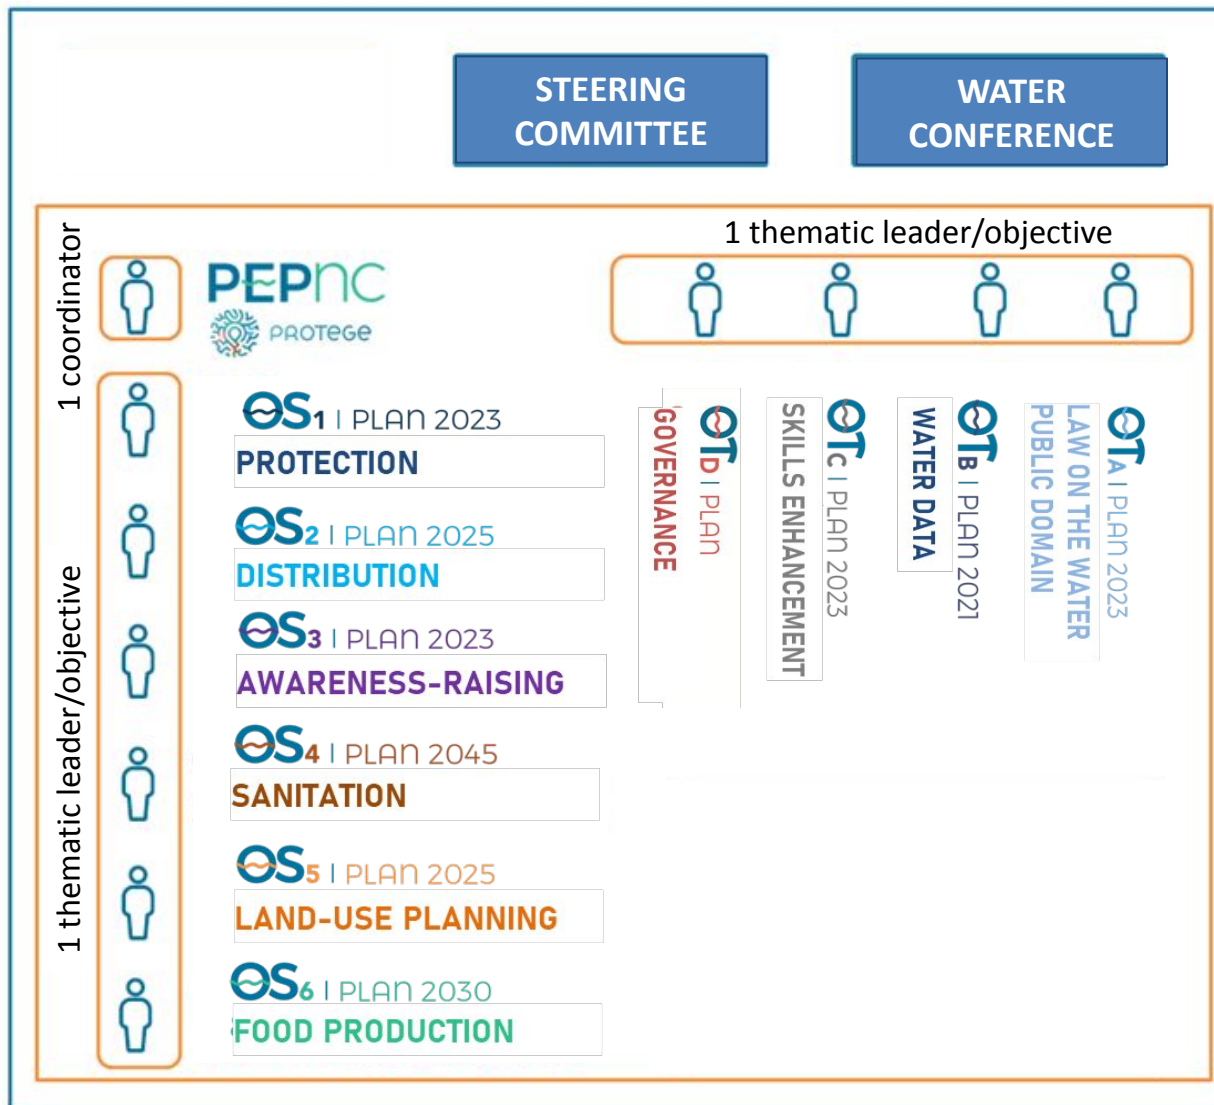 STEERING
COMMITTEE
WATER
CONFERENCE
1 coordinator
PEPNC
PROTEGE
1 thematic leader/objective
1 thematic leader/objective
OS1 | PLAN 2023
PROTECTION
OS2 | PLAN 2025
DISTRIBUTION
OS3 | PLAN 2023
AWARENESS-RAISING
OS4 | PLAN 2045
SANITATION
OS5 | PLAN 2025
LAND-USE PLANNING
OS6 | PLAN 2030
FOOD PRODUCTION
OTD | PLAN
GOVERNANCE
OTC | PLAN 2023
SKILLS ENHANCEMENT
OTB | PLAN 2021
WATER DATA
OTA | PLAN 2023
LAW ON THE WATER
PUBLIC DOMAIN